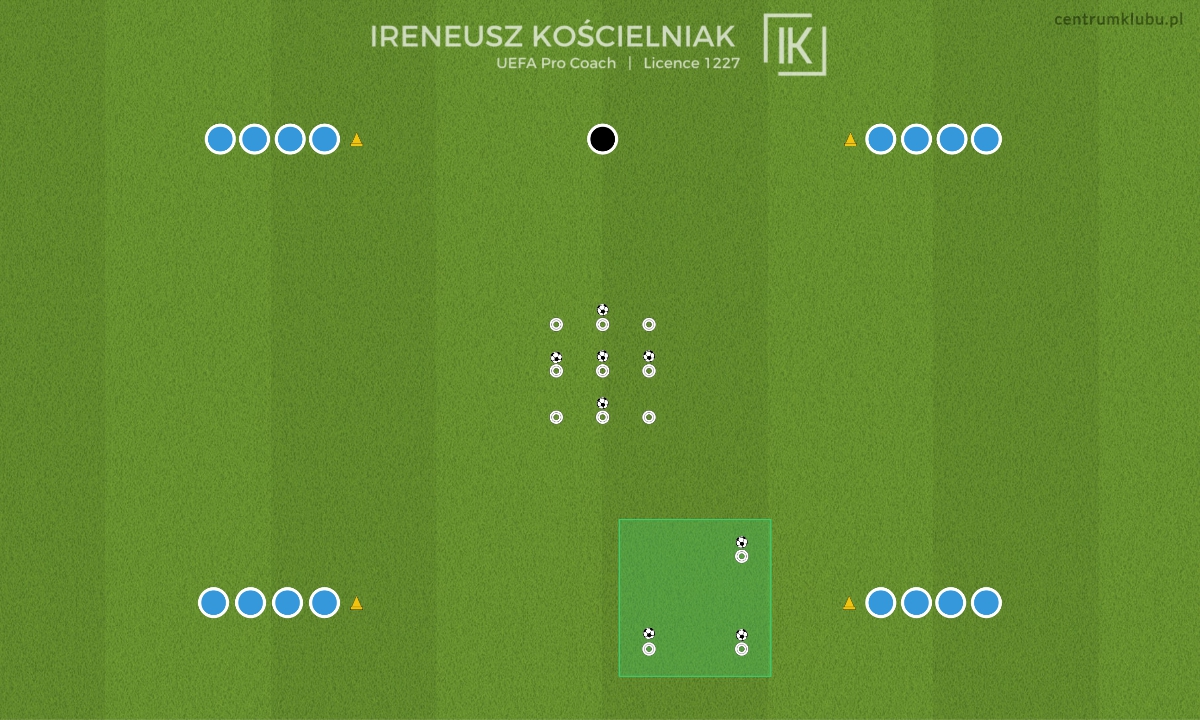 IRENEUSZ KOŚCIELNIAK
UEFA Pro Coach | Licence 1227
IK
centrumklubu.pl